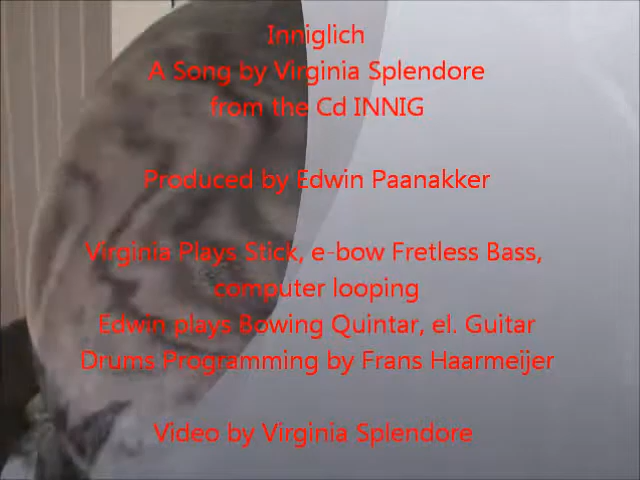 Inniglich
A Song by Virginia Splendore
from the Cd INNIG
Produced by Edwin Paanakker
Virginia Plays Stick, e-bow Fretless Bass,
computer looping
Edwin plays Bowing Quintar, el. Guitar
Drums Programming by Frans Haarmeijer
Video by Virginia Splendore